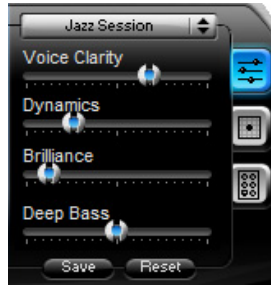 Jazz Session
Voice Clarity
Dynamics
Brilliance
Deep Bass
Save Reset